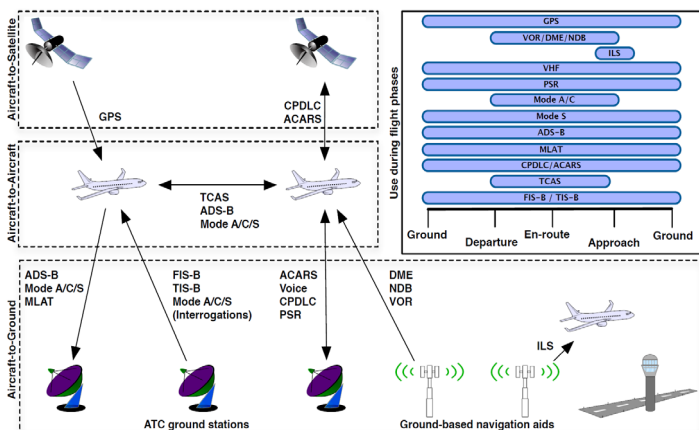 Aircraft-to-Satellite
GPS
CPDLC
ACARS
Use during flight phases
GPS
VOR/DME/NDB
ILS
VHF
PSR
Mode A/C
Mode S
ADS-B
MLAT
CPDLC/ACARS
TCAS
FIS-B / TIS-B
Ground
Departure
En-route
Approach
Ground
Aircraft-to-Aircraft
TCAS
ADS-B
Mode A/C/S
Aircraft-to-Ground
ADS-B
Mode A/C/S
MLAT
FIS-B
TIS-B
Mode A/C/S
(Interrogations)
ACARS
Voice
CPDLC
PSR
DME
NDB
VOR
ILS
ATC ground stations
Ground-based navigation aids